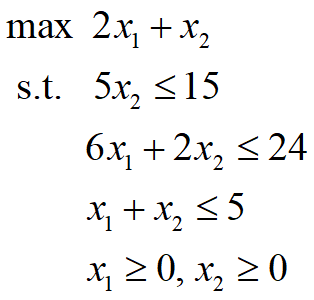 max 2x₁ + x₂
s.t. 5x₂ ≤ 15
6x₁ + 2x₂ ≤ 24
x₁ + x₂ ≤ 5
x₁ ≥ 0, x₂ ≥ 0